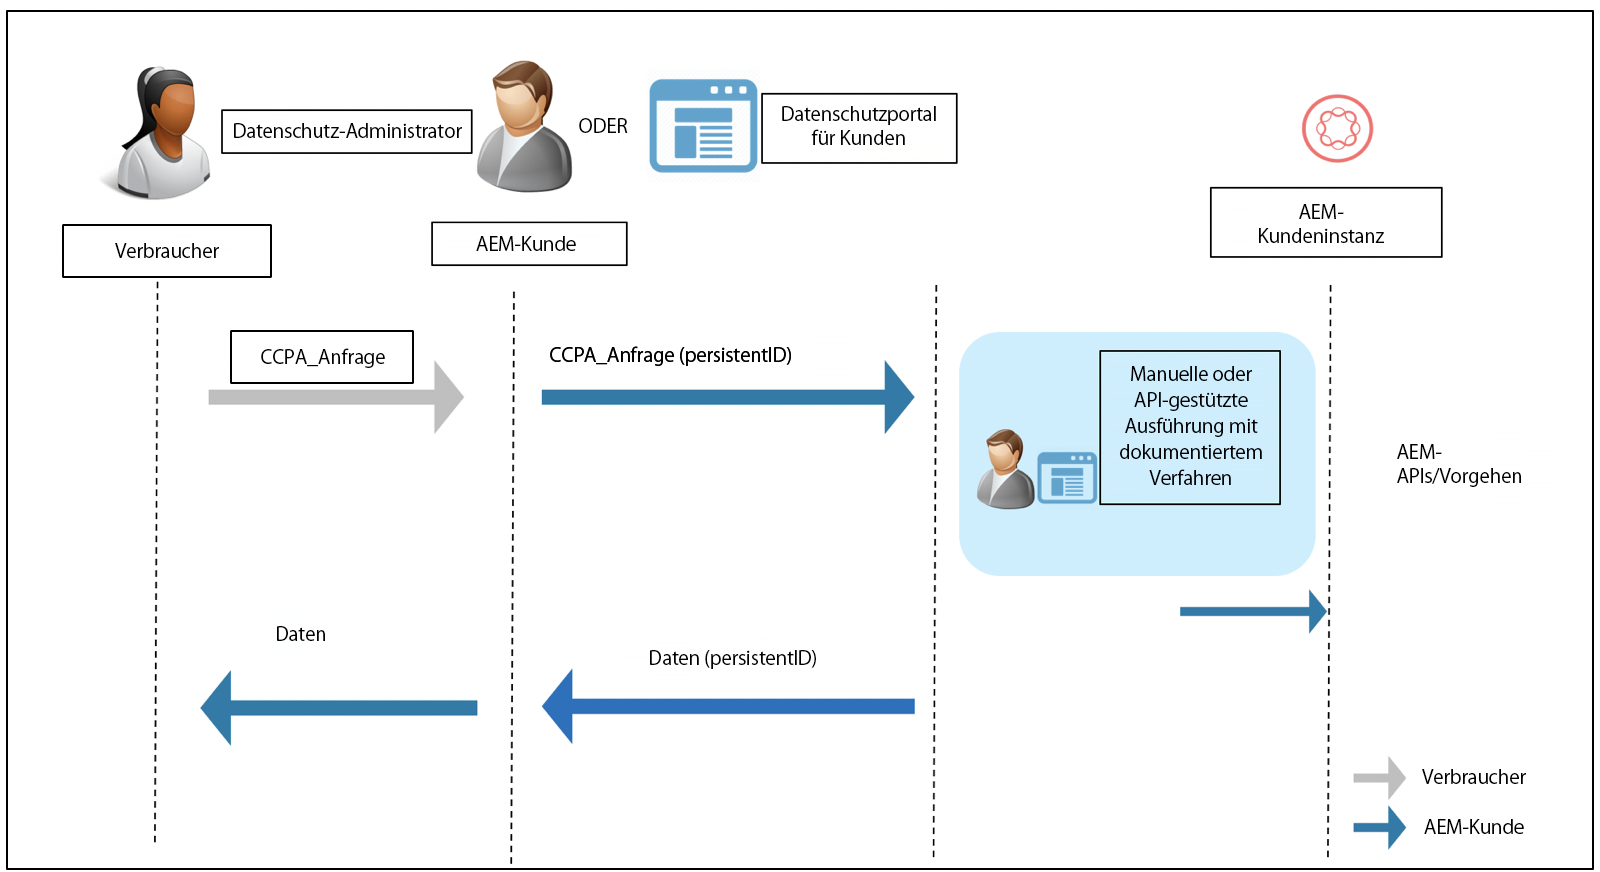 Datenschutz-Administrator
ODER
Datenschutzportal
für Kunden
Verbraucher
AEM-Kunde
AEM-
Kundeninstanz
CCPA_Anfrage
CCPA_Anfrage (persistentID)
Manuelle oder
API-gestützte
Ausführung mit
dokumentiertem
Verfahren
AEM-
APIs/Vorgehen
Daten
Daten (persistentID)
Verbraucher
AEM-Kunde